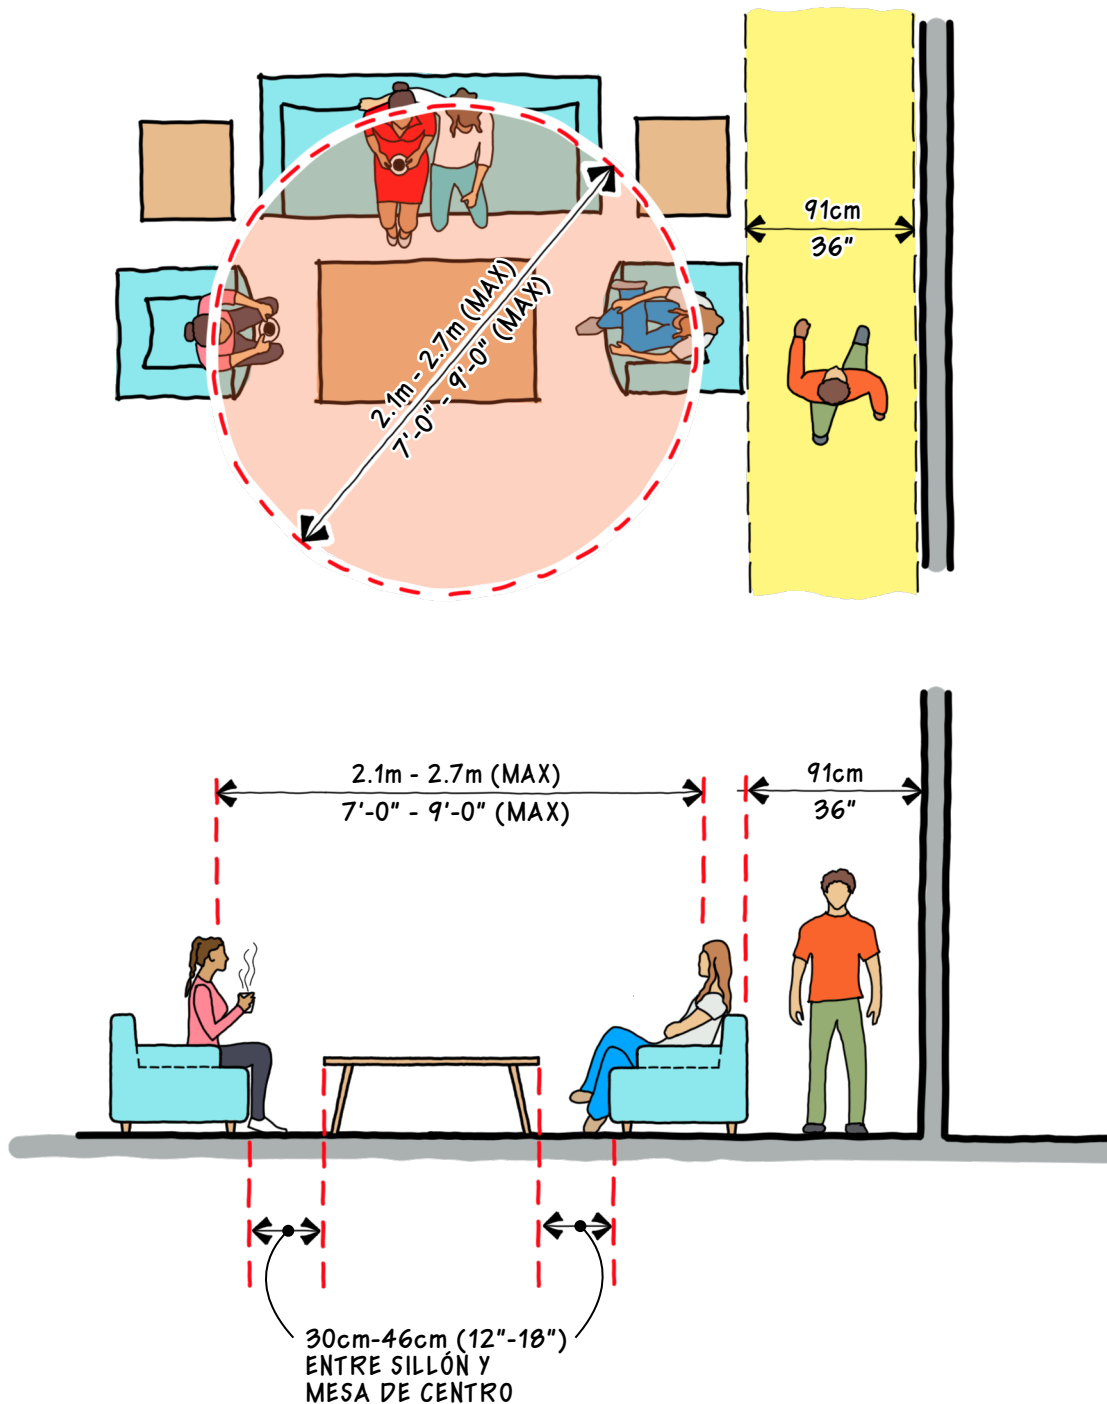 91cm
36"
2.1m - 2.7m (MAX)
7'-0" - 9'-0" (MAX)
2.1m - 2.7m (MAX)
7'-0" - 9'-0" (MAX)
91cm
36"
30cm-46cm (12"-18")
ENTRE SILLÓN Y
MESA DE CENTRO